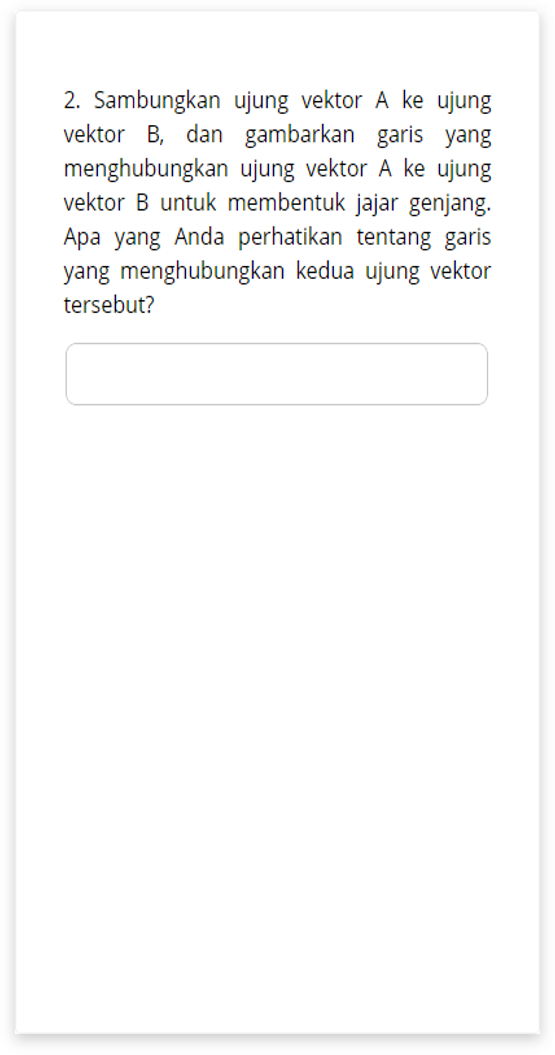 2. Sambungkan ujung vektor A ke ujung
vektor B, dan gambarkan garis yang
menghubungkan ujung vektor A ke ujung
vektor B untuk membentuk jajar genjang.
Apa yang Anda perhatikan tentang garis
yang menghubungkan kedua ujung vektor
tersebut?